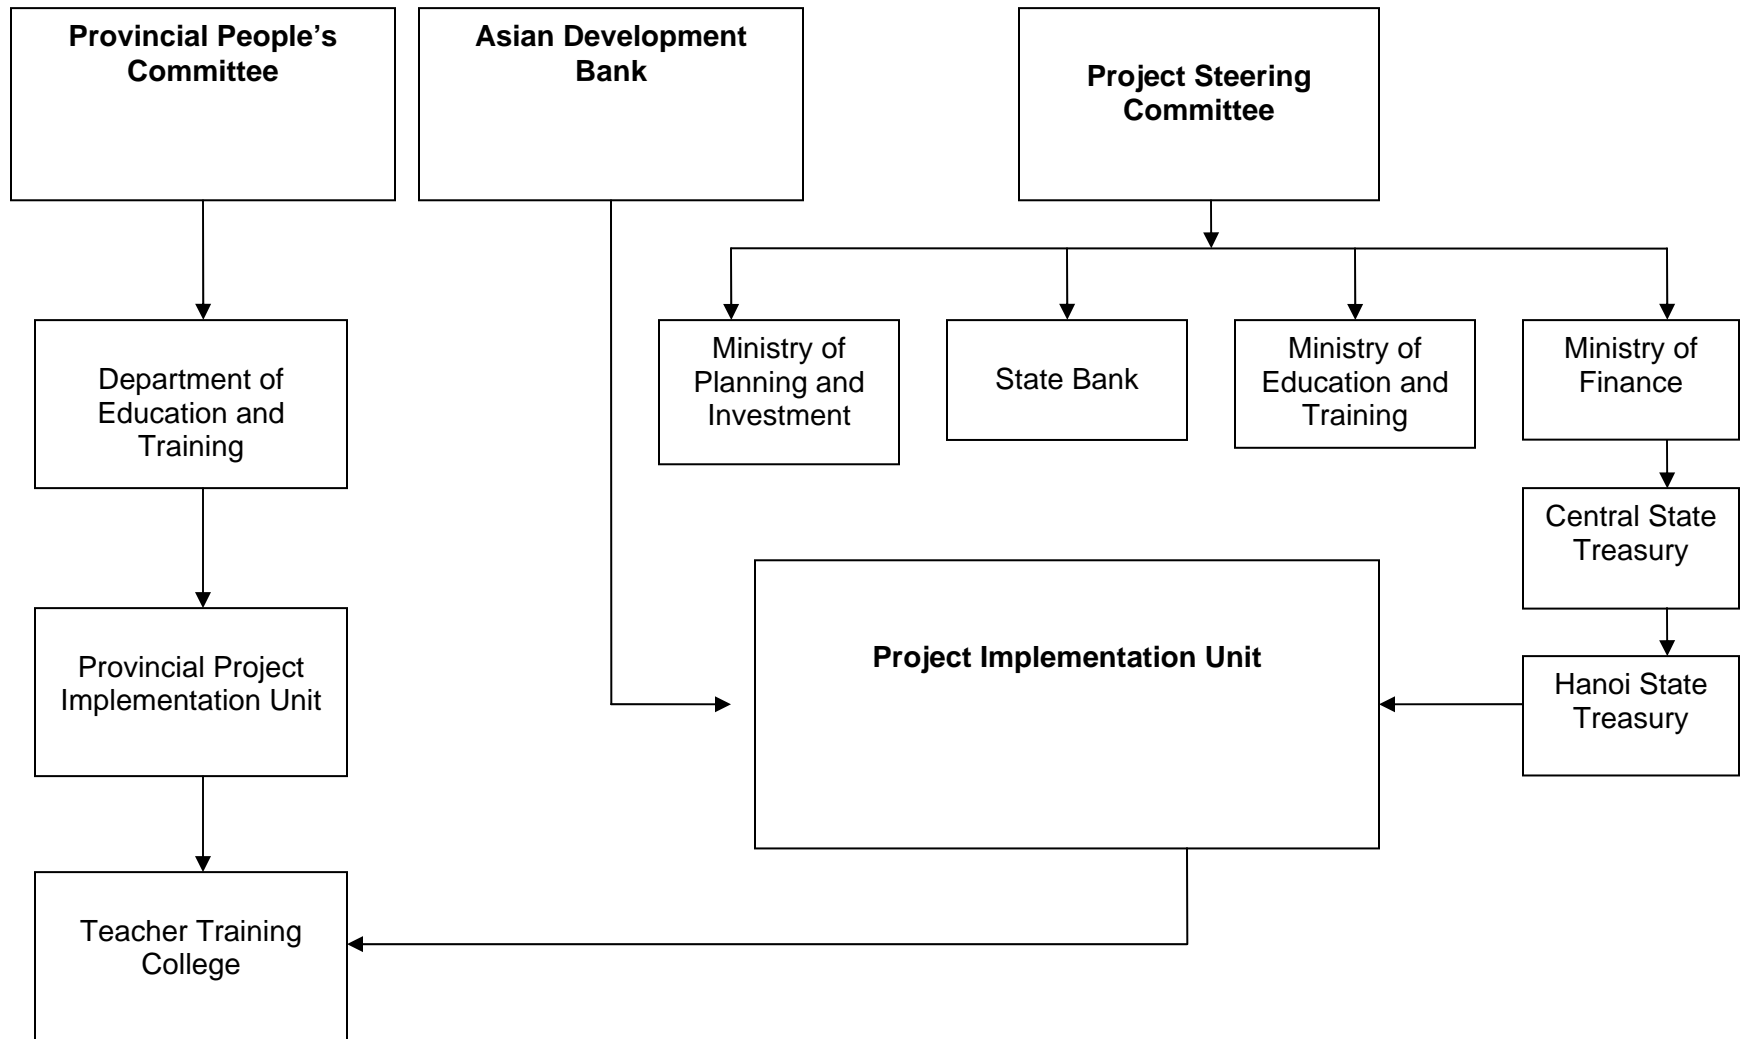 Provincial People’s
Committee
Asian Development
Bank
Project Steering
Committee
Department of
Education and
Training
Ministry of
Planning and
Investment
State Bank
Ministry of
Education and
Training
Ministry of
Finance
Central State
Treasury
Provincial Project
Implementation Unit
Project Implementation Unit
Hanoi State
Treasury
Teacher Training
College